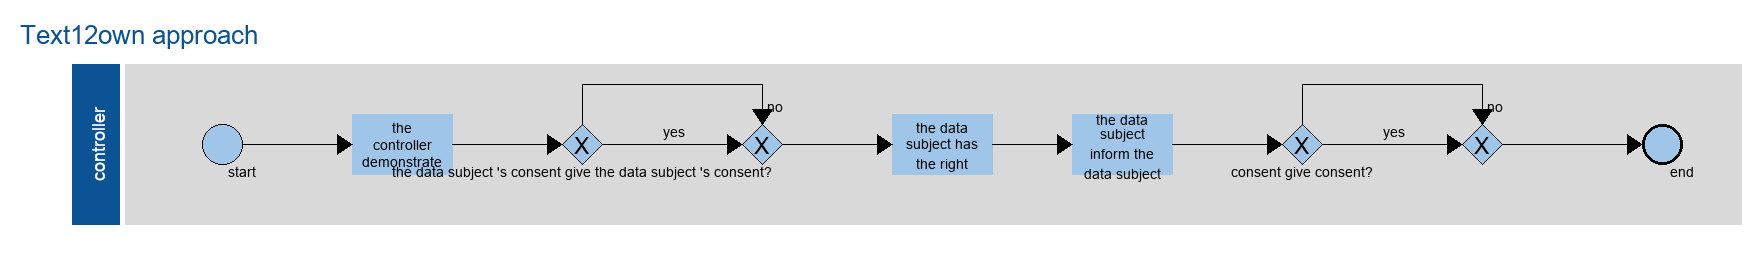 Text12own approach
controller
start
the
controller
demonstrate
the data subject 's consent give the data subject 's consent?
X
yes
no
X
the data
subject has
the right
the data
subject
inform the
data subject
X
consent give consent?
yes
no
X
end